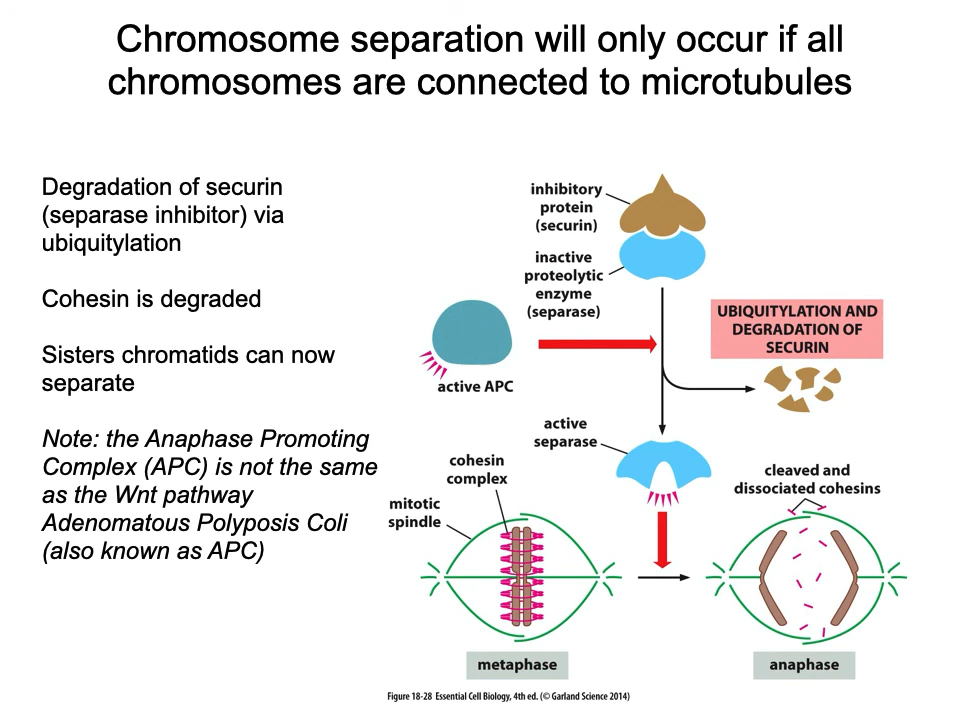 Chromosome separation will only occur if all
chromosomes are connected to microtubules
Degradation of securin
(separase inhibitor) via
ubiquitylation
Cohesin is degraded
Sisters chromatids can now
separate
Note: the Anaphase Promoting
Complex (APC) is not the same
as the Wnt pathway
Adenomatous Polyposis Coli
(also known as APC)
inhibitory
protein
(securin)
inactive
proteolytic
enzyme
(separase)
UBIQUITYLATION AND
DEGRADATION OF
SECURIN
active APC
active
separase
cohesin
complex
mitotic
spindle
cleaved and
dissociated cohesins
metaphase
anaphase
Figure 18-28 Essential Cell Biology, 4th ed. (© Garland Science 2014)